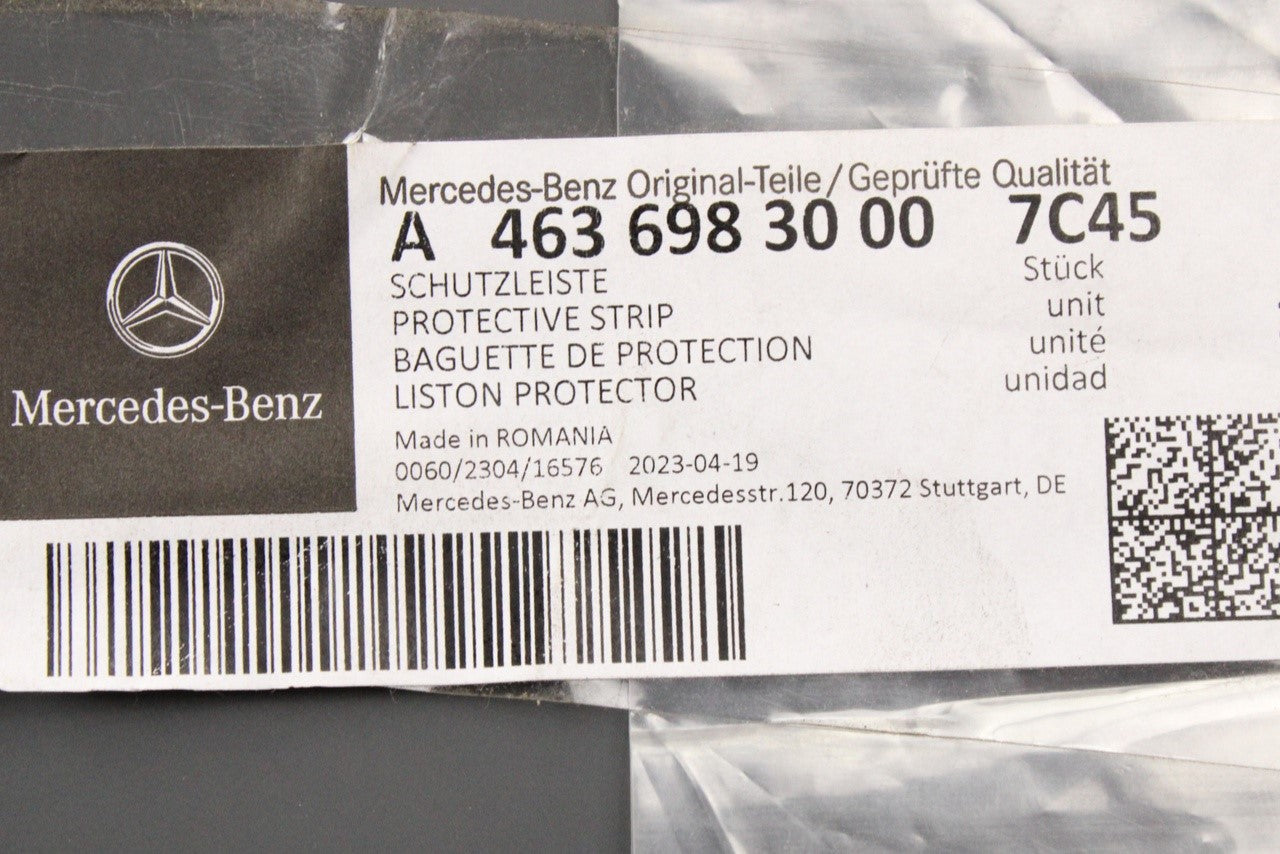 Mercedes-Benz
Mercedes-Benz Original-Teile/Geprüfte Qualität
A 463 698 30 00 7C45
SCHUTZLEISTE Stück
PROTECTIVE STRIP unit
BAGUETTE DE PROTECTION unité
LISTON PROTECTOR unidad
Made in ROMANIA
0060/2304/16576 2023-04-19
Mercedes-Benz AG, Mercedesstr.120, 70372 Stuttgart, DE